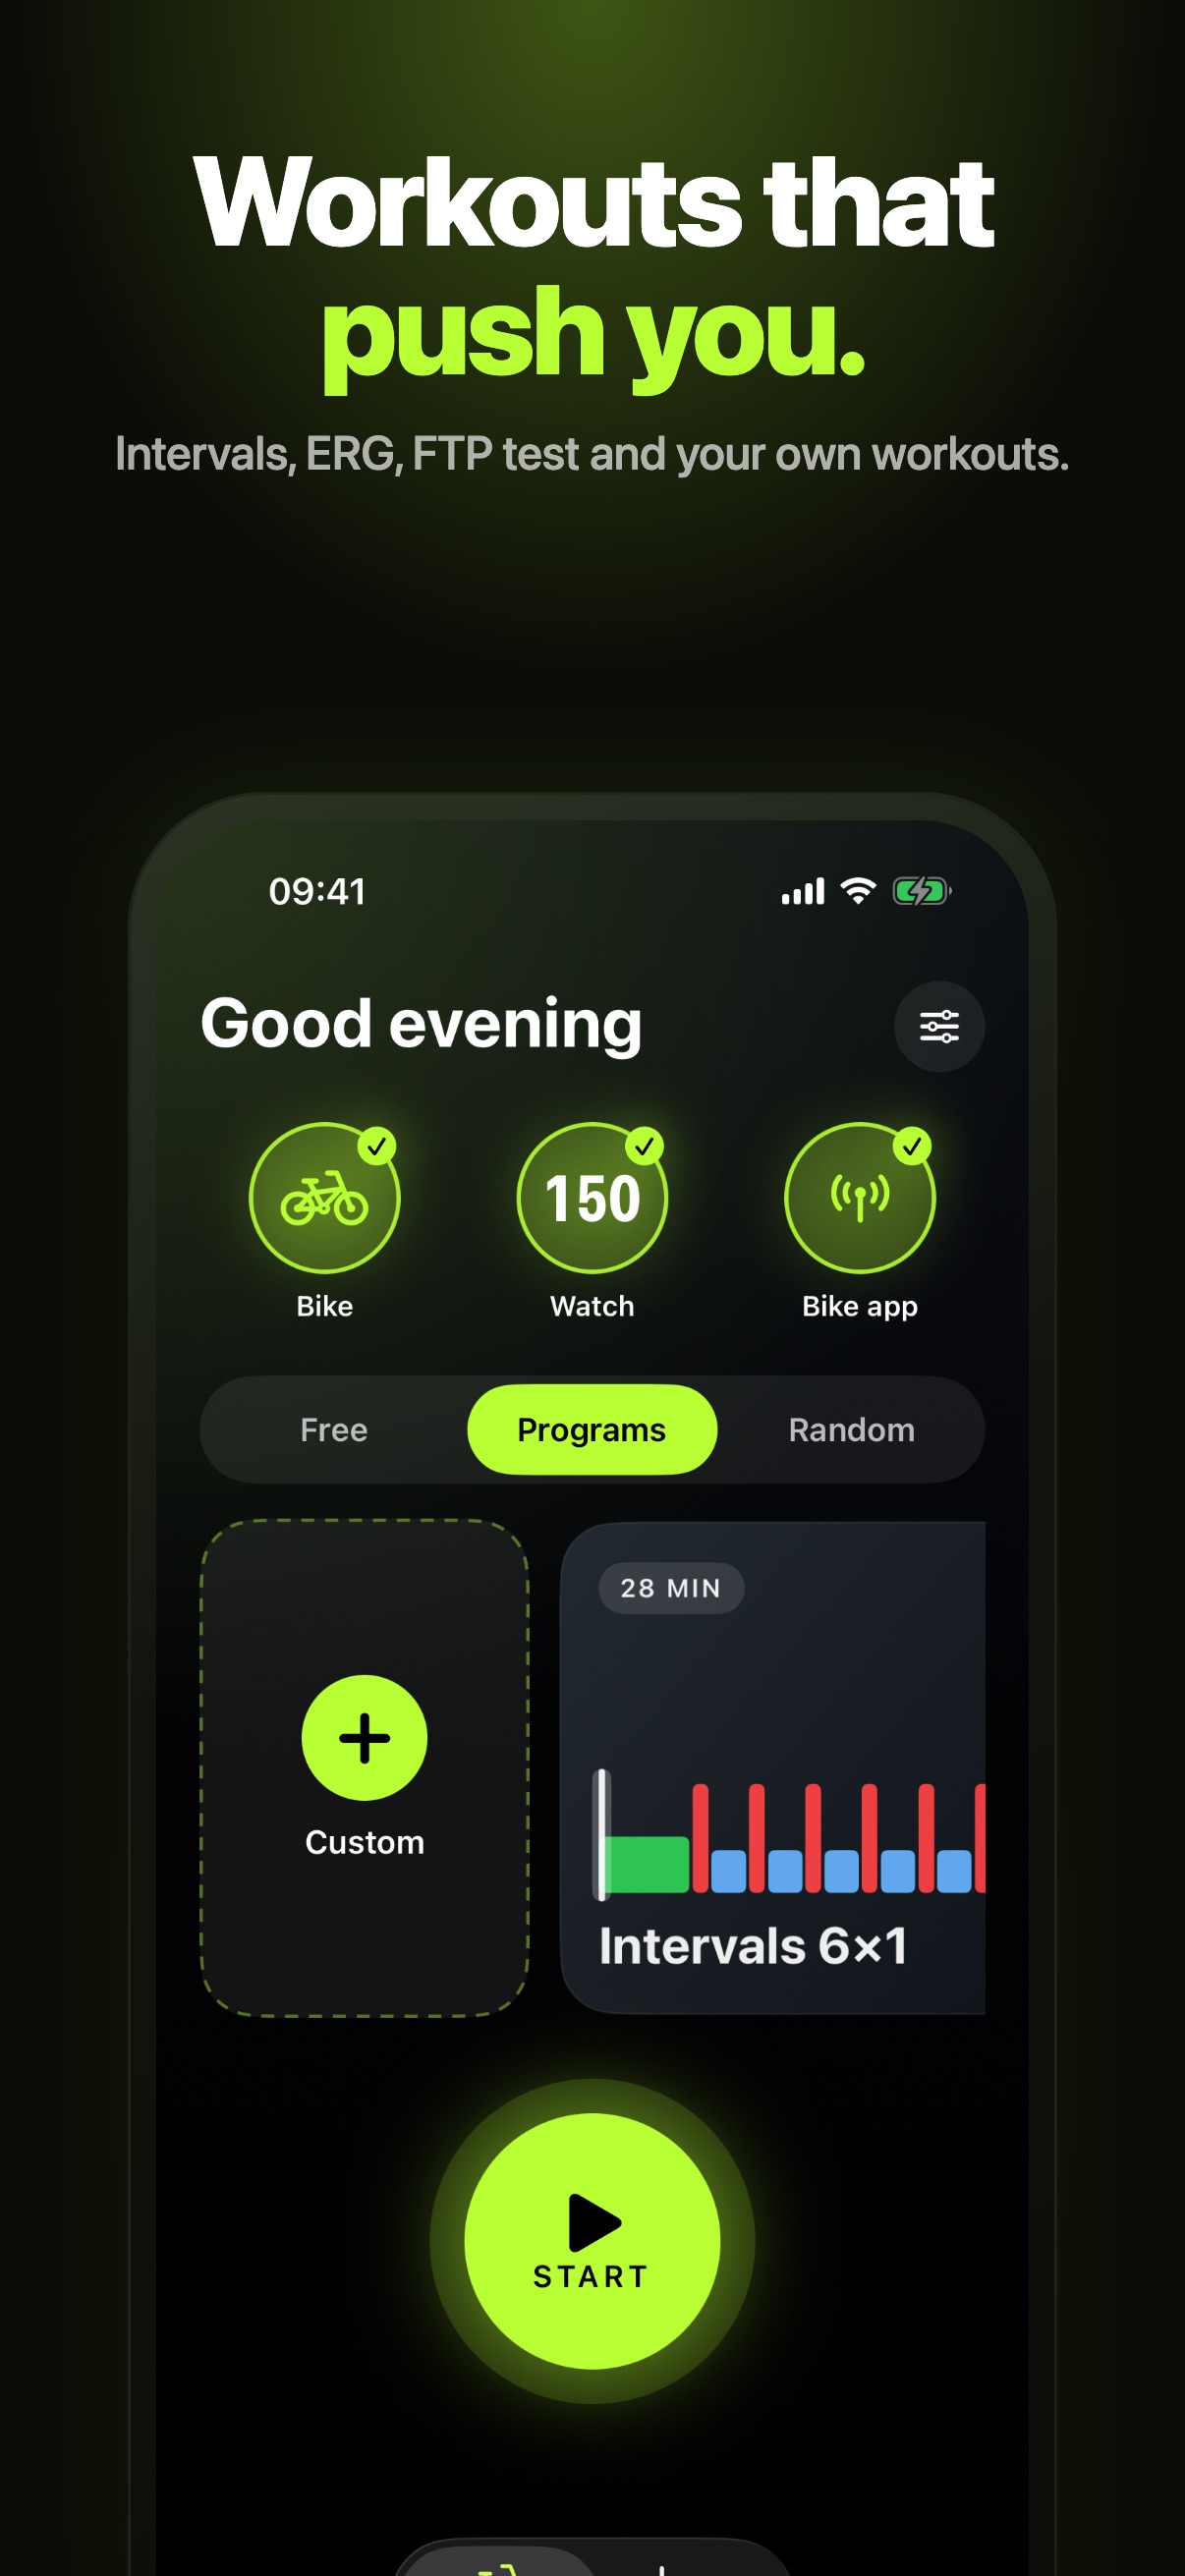 Workouts that
push you.
Intervals, ERG, FTP test and your own workouts.
09:41
Good evening
150
Bike
Watch
Bike app
Free
Programs
Random
28 MIN
Custom
Intervals 6×1
START